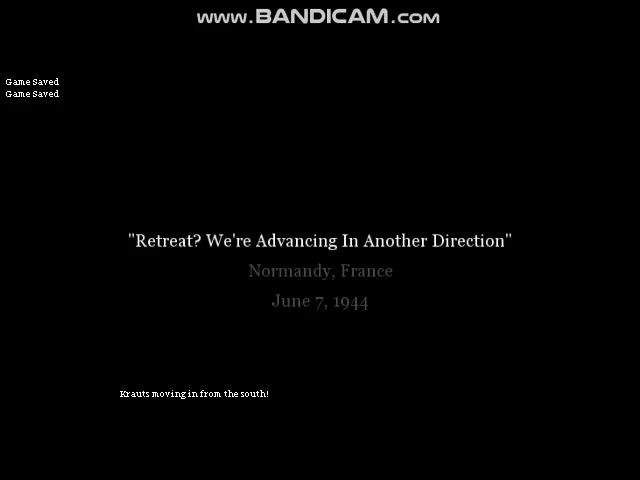 www.BANDICAM.com
Game Saved
Game Saved
"Retreat? We're Advancing In Another Direction"
Normandy, France
June 7, 1944
Krauts moving in from the south!